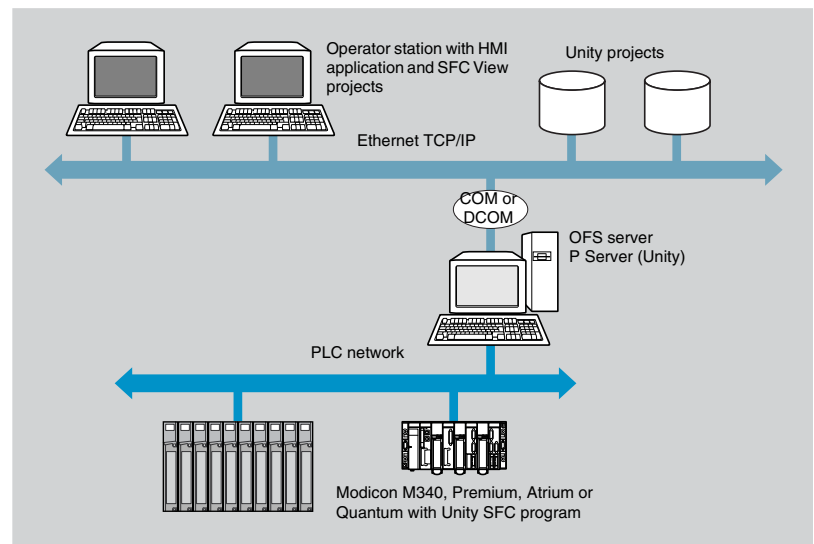 Operator station with HMI
application and SFC View
projects
Unity projects
Ethernet TCP/IP
COM or
DCOM
OFS server
P Server (Unity)
PLC network
Modicon M340, Premium, Atrium or
Quantum with Unity SFC program